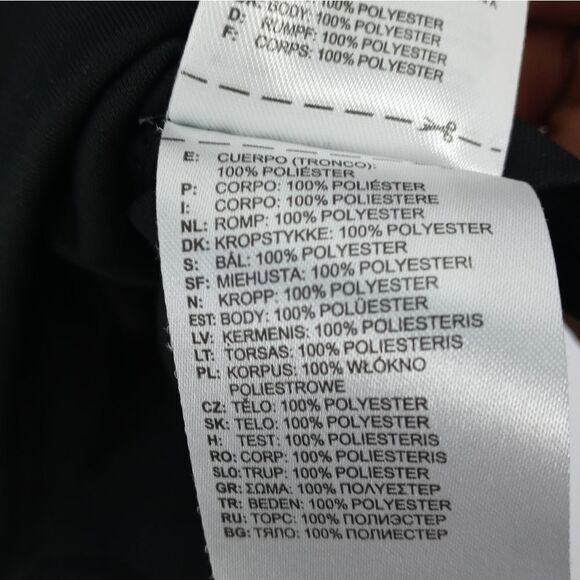 BODY: 100% POLYESTER
D: RUMPF: 100% POLYESTER
F: CORPS: 100% POLYESTER
E: CUERPO (TRONCO):
100% POLIÉSTER
P: CORPO: 100% POLIÉSTER
I: CORPO: 100% POLIESTERE
NL: ROMP: 100% POLYESTER
DK: KROPSTYKKE: 100% POLYESTER
S: BÅL: 100% POLYESTER
SF: MIEHUSTA: 100% POLYESTERI
N: KROPP: 100% POLYESTER
EST: BODY: 100% POLÜESTER
LV: ĶERMENIS: 100% POLIESTERIS
LT: TORSAS: 100% POLIESTERIS
PL: KORPUS: 100% WŁÓKNO
POLIESTROWE
CZ: TĚLO: 100% POLYESTER
SK: TELO: 100% POLYESTER
H: TEST: 100% POLIESTERIS
RO: CORP: 100% POLIESTERIS
SLO: TRUP: 100% POLIESTER
GR: ΣΩΜΑ: 100% ΠΟΛΥΕΣΤΕΡ
TR: BEDEN: 100% POLYESTER
RU: ТОРС: 100% ПОЛИЭСТЕР
BG: ТЯЛО: 100% ПОЛИЕСТЕР